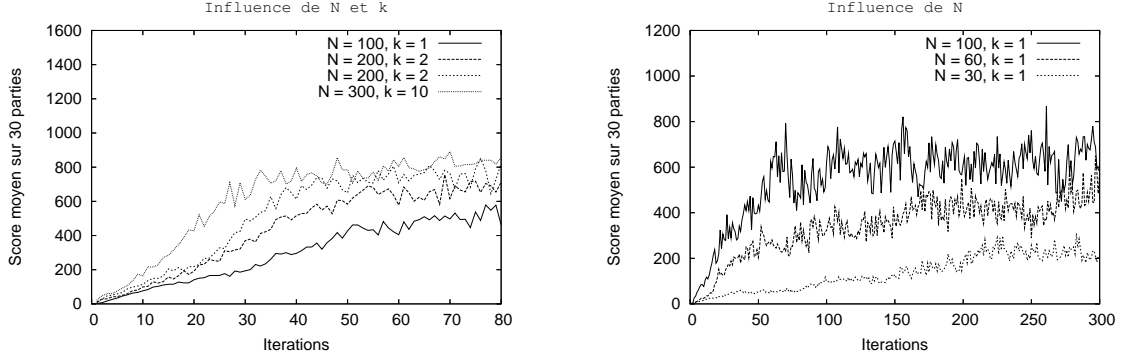 Influence de N et k
1600
1400
1200
1000
800
600
400
200
0
0 10 20 30 40 50 60 70 80
Score moyen sur 30 parties
Iterations
N = 100, k = 1
N = 200, k = 2
N = 200, k = 2
N = 300, k = 10
Influence de N
1200
1000
800
600
400
200
0
0 50 100 150 200 250 300
Score moyen sur 30 parties
Iterations
N = 100, k = 1
N = 60, k = 1
N = 30, k = 1